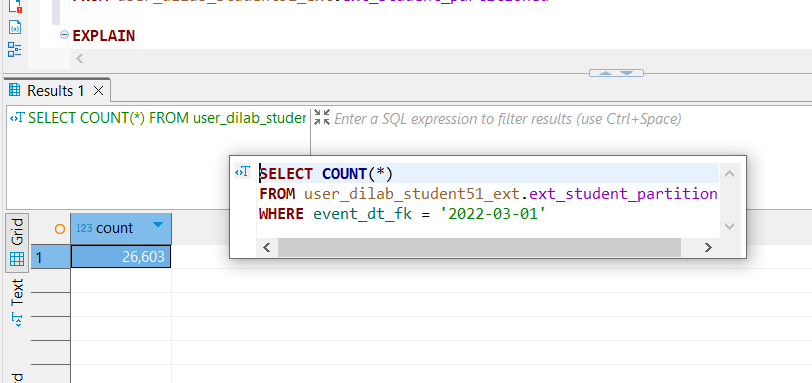 EXPLAIN
Results 1
SELECT COUNT(*) FROM user_dilab_studer
Enter a SQL expression to filter results (use Ctrl+Space)
SELECT COUNT(*)
FROM user_dilab_student51_ext.ext_student_partition
WHERE event_dt_fk = '2022-03-01'
Grid
123 count
1
26,603
Text